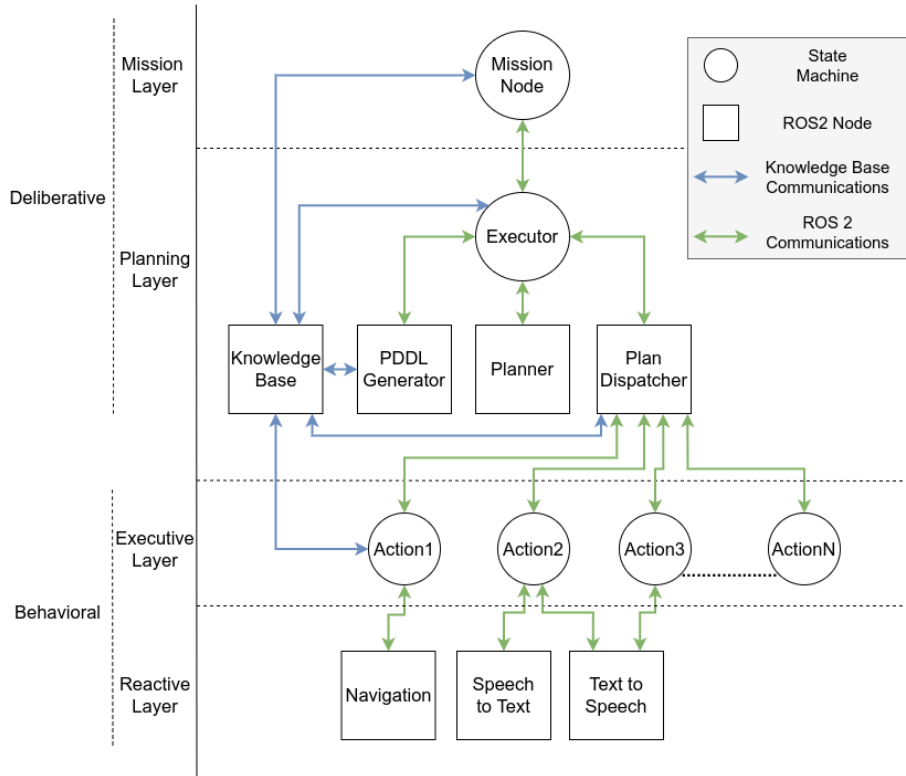 Mission
Layer
Mission
Node
State
Machine
ROS2 Node
Knowledge Base
Communications
ROS 2
Communications
Deliberative
Planning
Layer
Executor
Knowledge
Base
PDDL
Generator
Planner
Plan
Dispatcher
Executive
Layer
Action1
Action2
Action3
ActionN
Behavioral
Reactive
Layer
Navigation
Speech
to Text
Text to
Speech